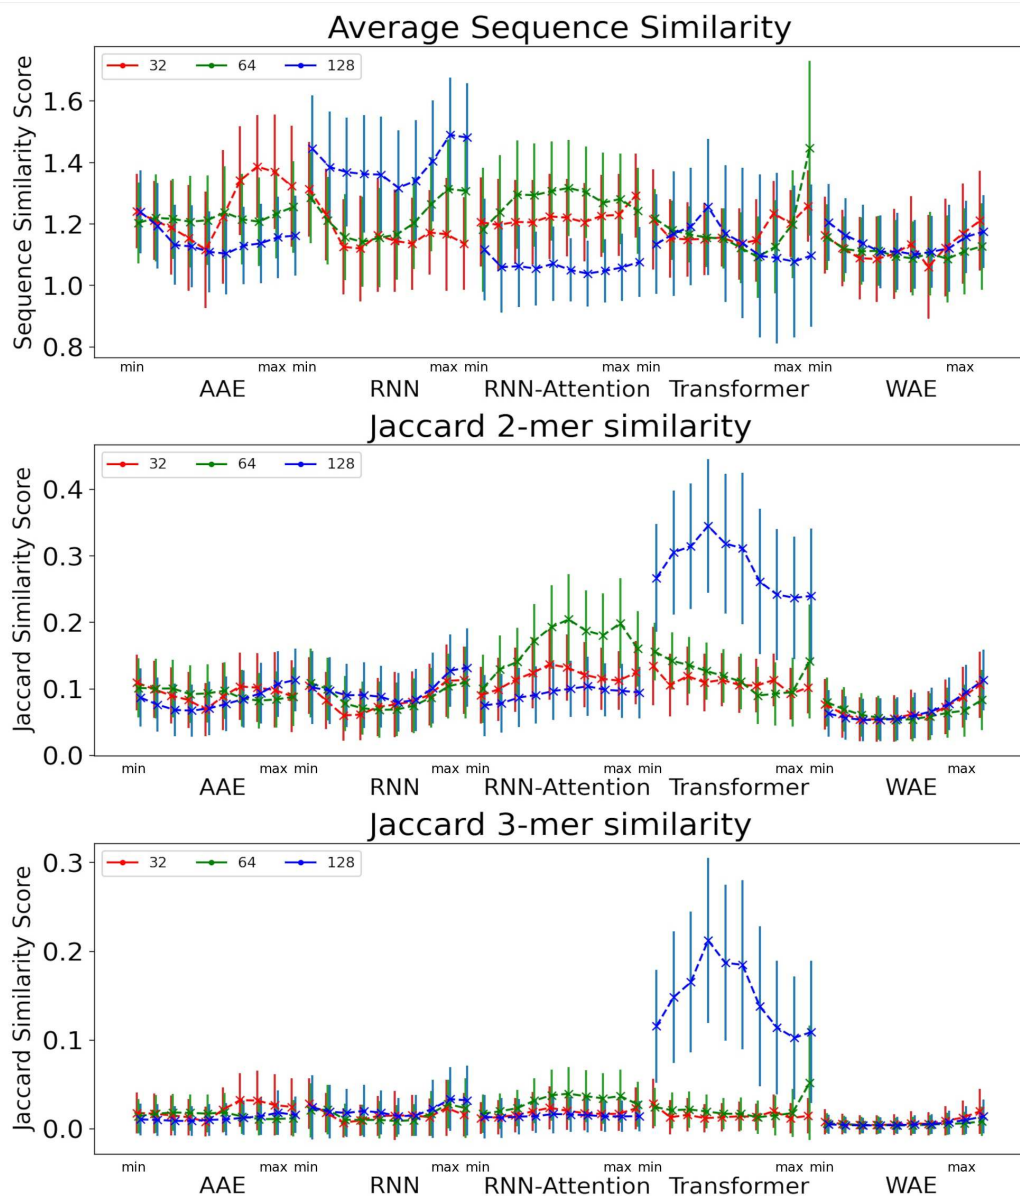 Average Sequence Similarity
32 64 128
Sequence Similarity Score
1.6
1.4
1.2
1.0
0.8
min max min max min max min max min max
AAE RNN RNN-Attention Transformer WAE
Jaccard 2-mer similarity
32 64 128
Jaccard Similarity Score
0.4
0.3
0.2
0.1
0.0
min max min max min max min max min max
AAE RNN RNN-Attention Transformer WAE
Jaccard 3-mer similarity
32 64 128
Jaccard Similarity Score
0.3
0.2
0.1
0.0
min max min max min max min max min max
AAE RNN RNN-Attention Transformer WAE